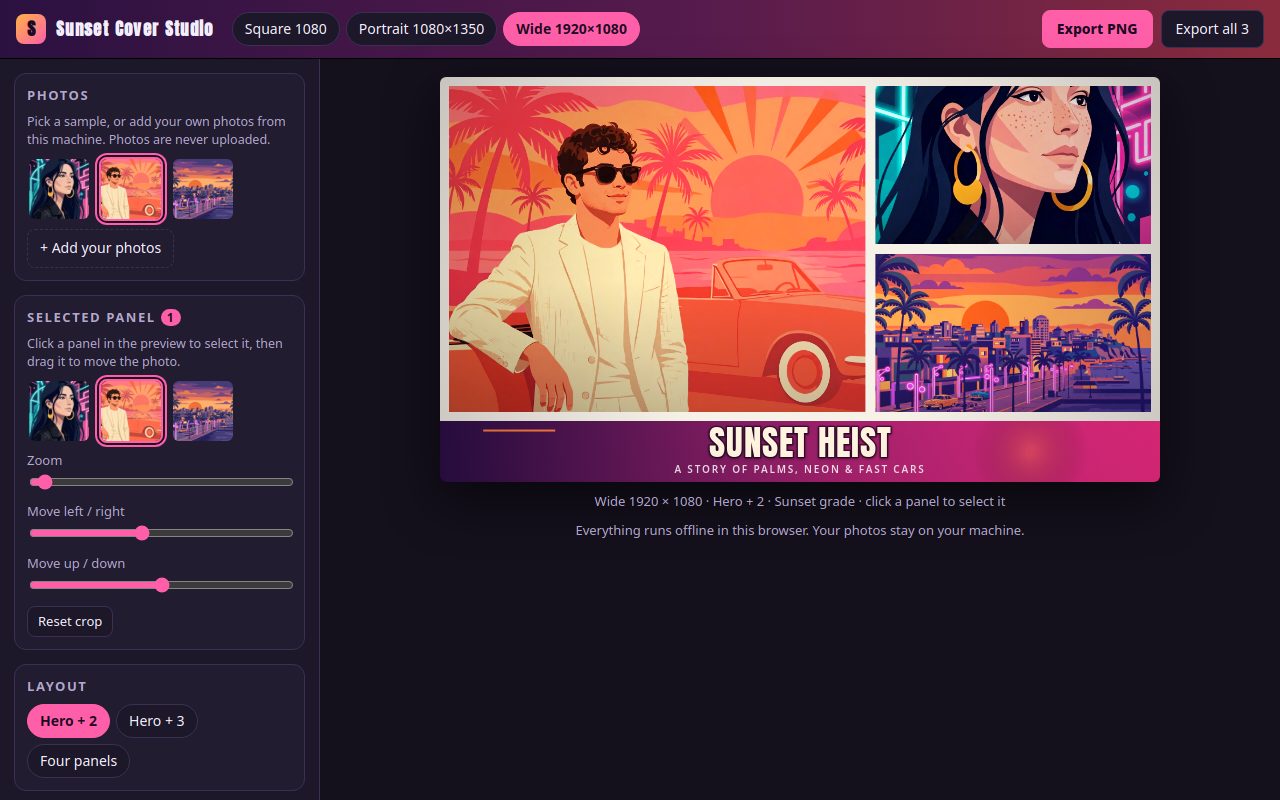 S Sunset Cover Studio
Square 1080
Portrait 1080×1350
Wide 1920×1080
Export PNG
Export all 3
PHOTOS
Pick a sample, or add your own photos from
this machine. Photos are never uploaded.
+ Add your photos
SELECTED PANEL 1
Click a panel in the preview to select it, then
drag it to move the photo.
Zoom
Move left / right
Move up / down
Reset crop
LAYOUT
Hero + 2
Hero + 3
Four panels
SUNSET HEIST
A STORY OF PALMS, NEON & FAST CARS
Wide 1920 × 1080 · Hero + 2 · Sunset grade · click a panel to select it
Everything runs offline in this browser. Your photos stay on your machine.